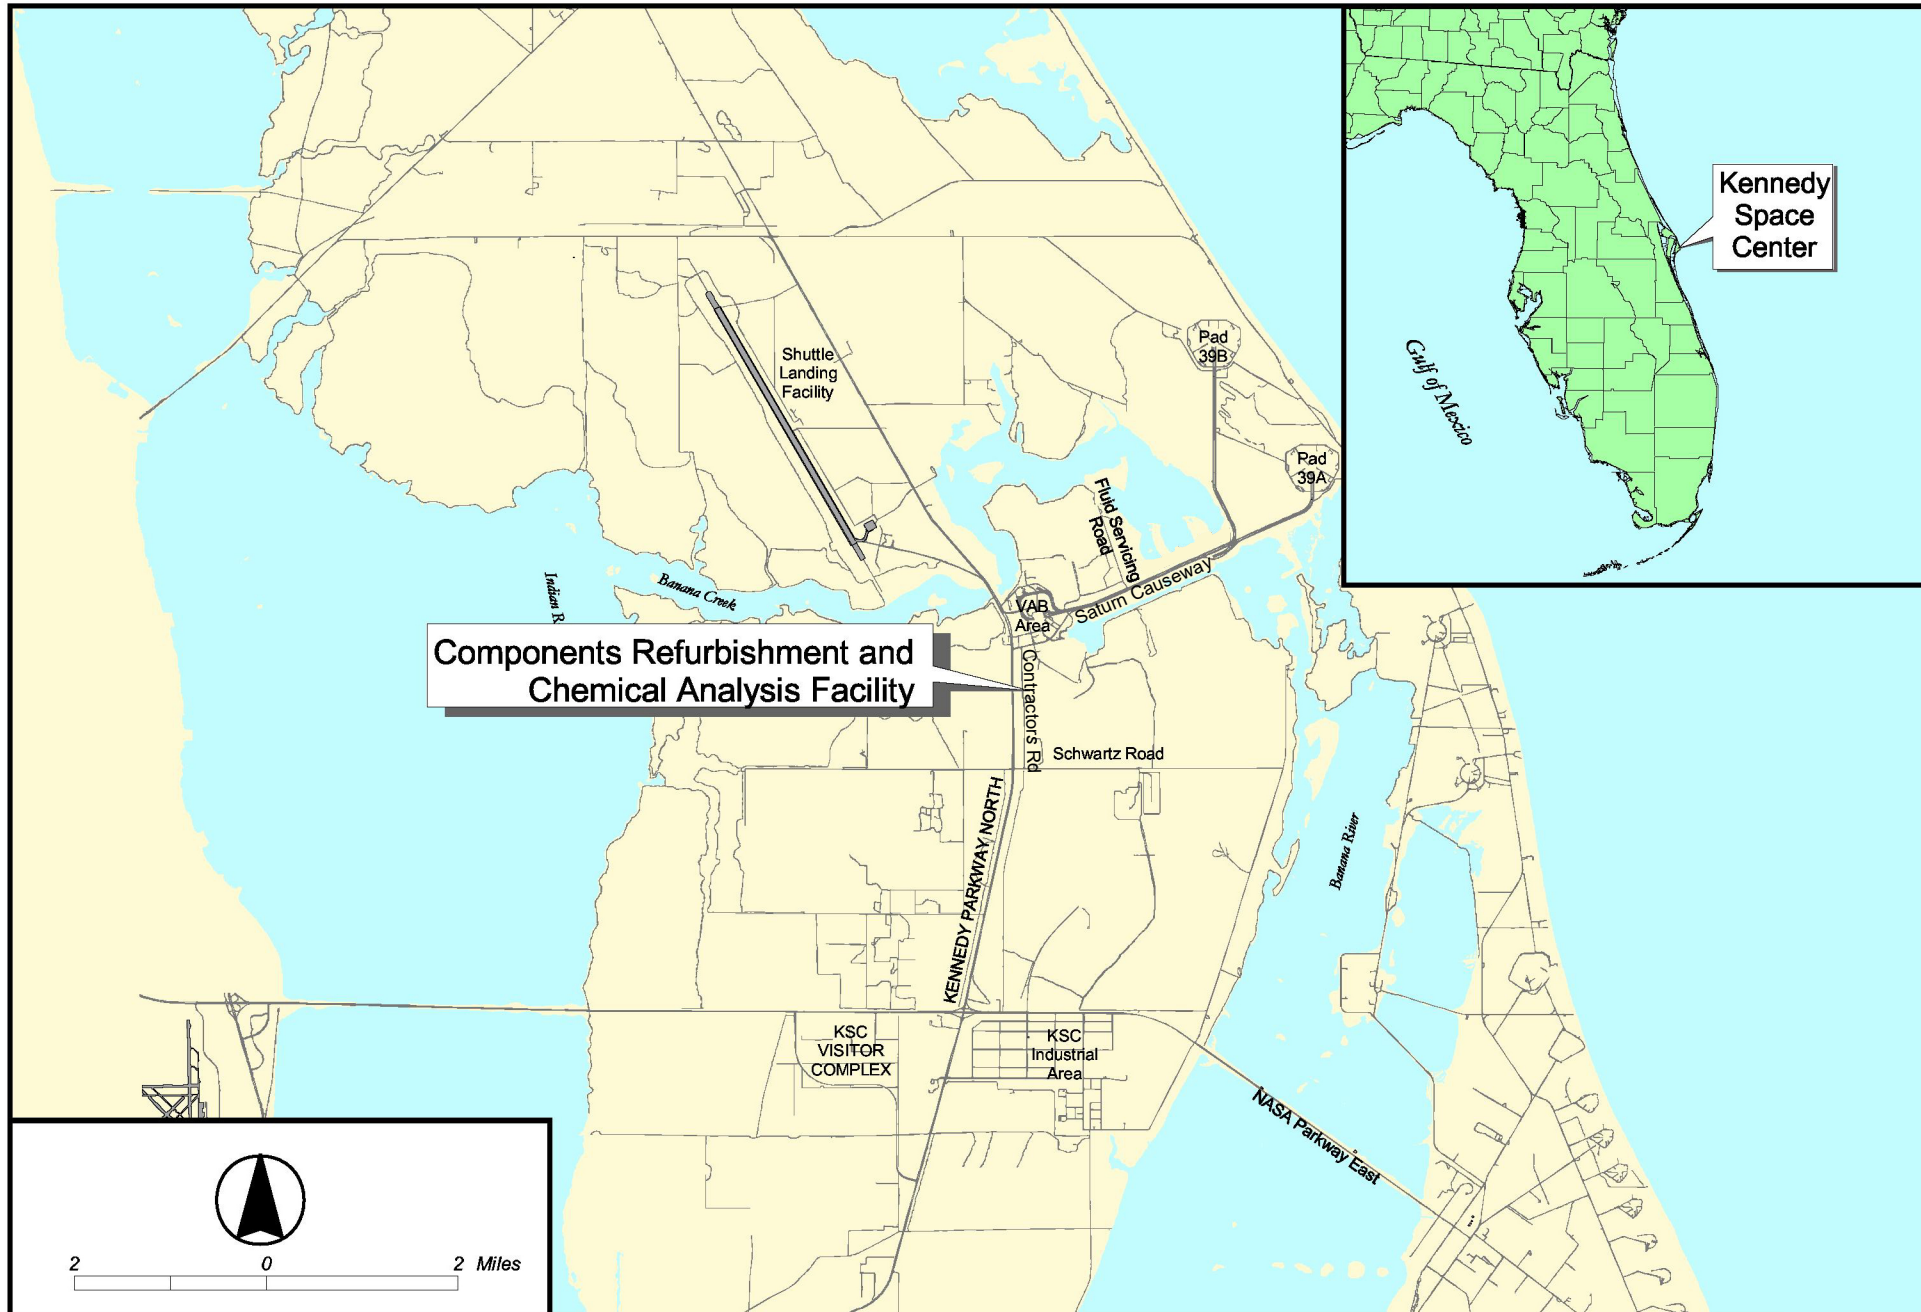 Kennedy
Space
Center
Gulf of Mexico
Pad
39B
Shuttle
Landing
Facility
Pad
39A
Fluid Servicing
Road
Indian R
Banana Creek
VAB
Area
Saturn Causeway
Components Refurbishment and
Chemical Analysis Facility
Contractors Rd
Schwartz Road
KENNEDY PARKWAY NORTH
Banana River
KSC
VISITOR
COMPLEX
KSC
Industrial
Area
NASA Parkway East
2 0 2 Miles